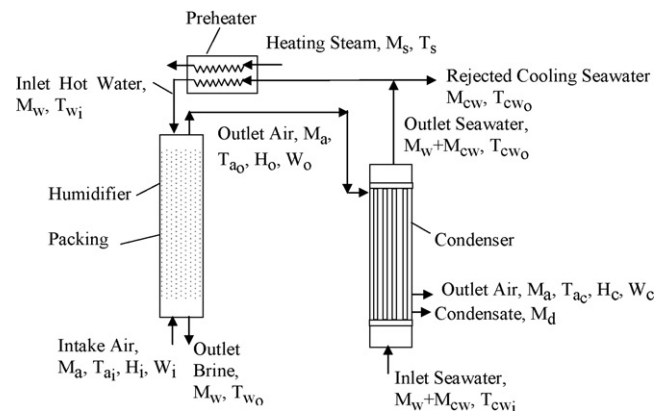 Preheater
Heating Steam, Ms, Ts
Inlet Hot Water,
Mw, Twi
Rejected Cooling Seawater
Mcw, Tcwo
Outlet Air, Ma,
Tao, Ho, Wo
Outlet Seawater,
Mw+Mcw, Tcwo
Humidifier
Packing
Condenser
Outlet Air, Ma, Tac, Hc, Wc
Condensate, Md
Intake Air,
Ma, Tai, Hi, Wi
Outlet
Brine,
Mw, Two
Inlet Seawater,
Mw+Mcw, Tcwi